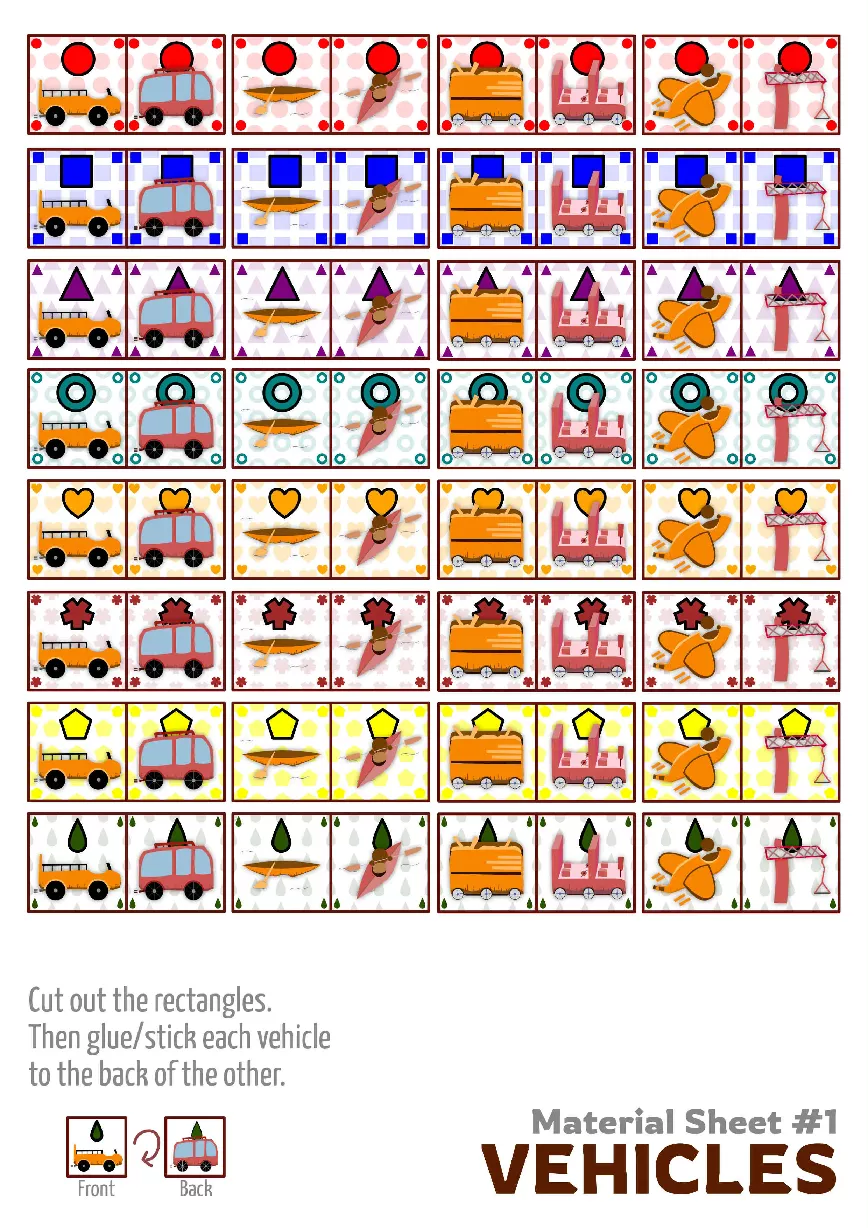 Cut out the rectangles.
Then glue/stick each vehicle
to the back of the other.
Front
Back
Material Sheet #1
VEHICLES